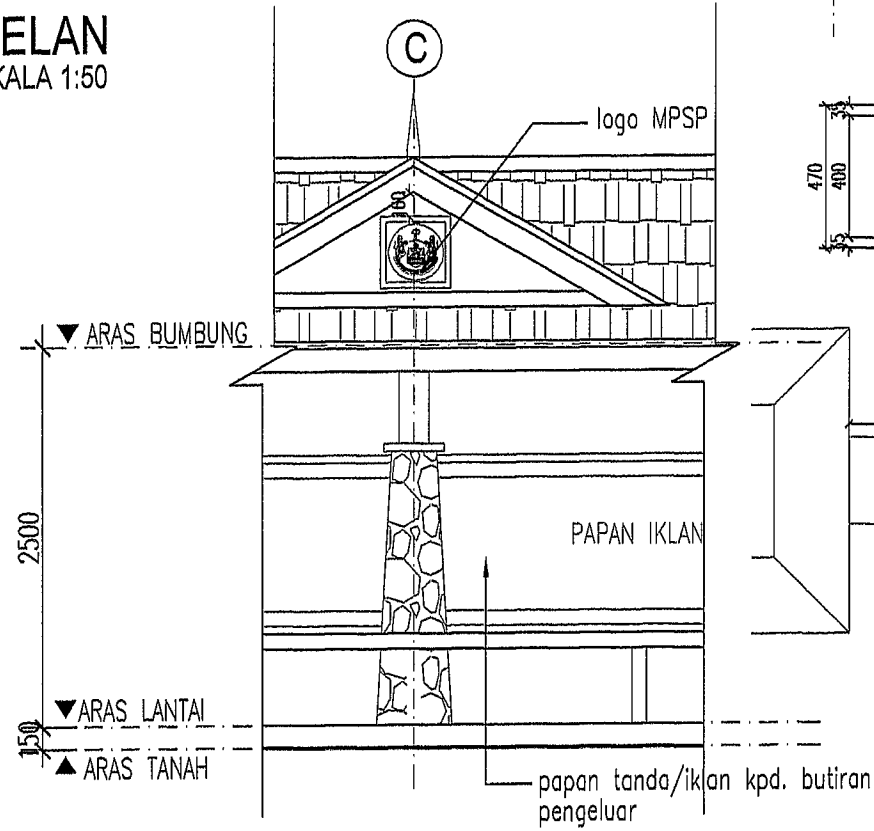 ELAN
KALA 1:50
C
logo MPSP
35
470
400
35
160
ARAS BUMBUNG
2500
PAPAN IKLAN
ARAS LANTAI
150
ARAS TANAH
papan tanda/iklan kpd. butiran
pengeluar